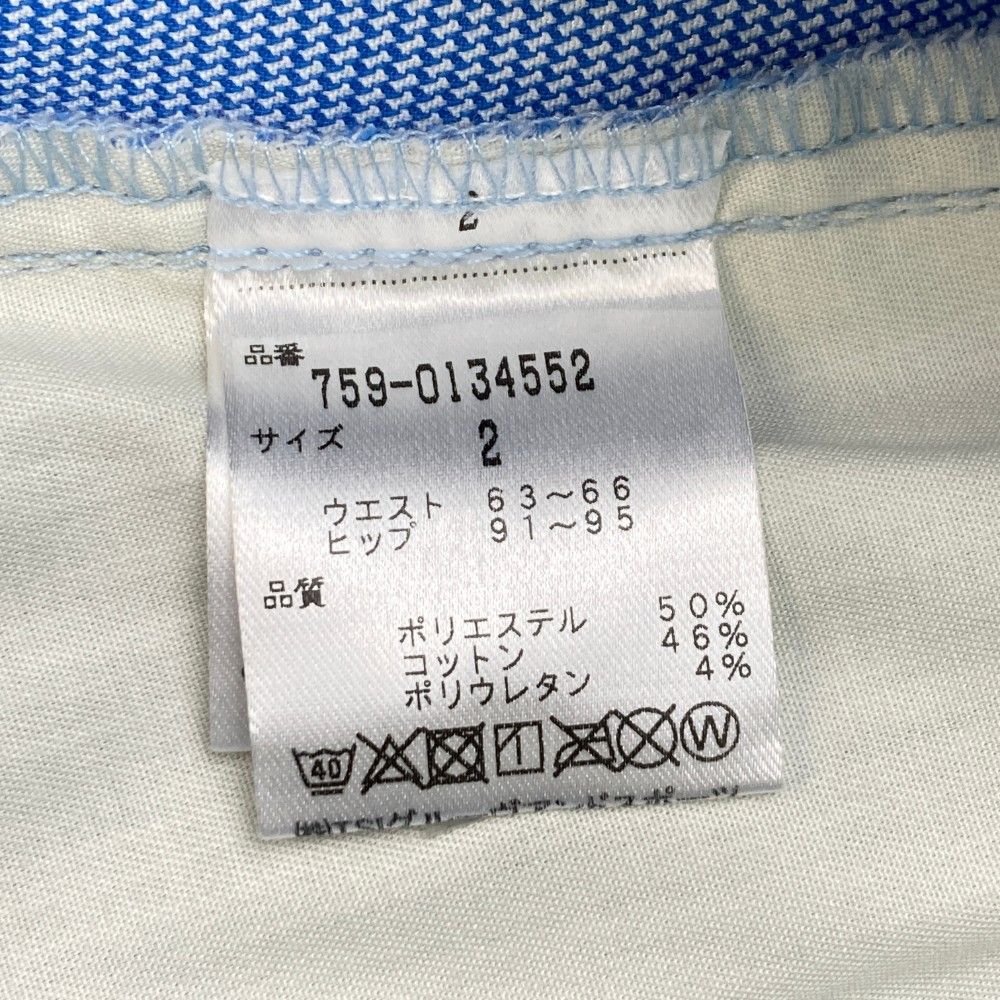 2
品番 759-0134552
サイズ 2
ウエスト 63～66
ヒップ 91～95
品質
ポリエステル 50%
コットン 46%
ポリウレタン 4%
40 1 W